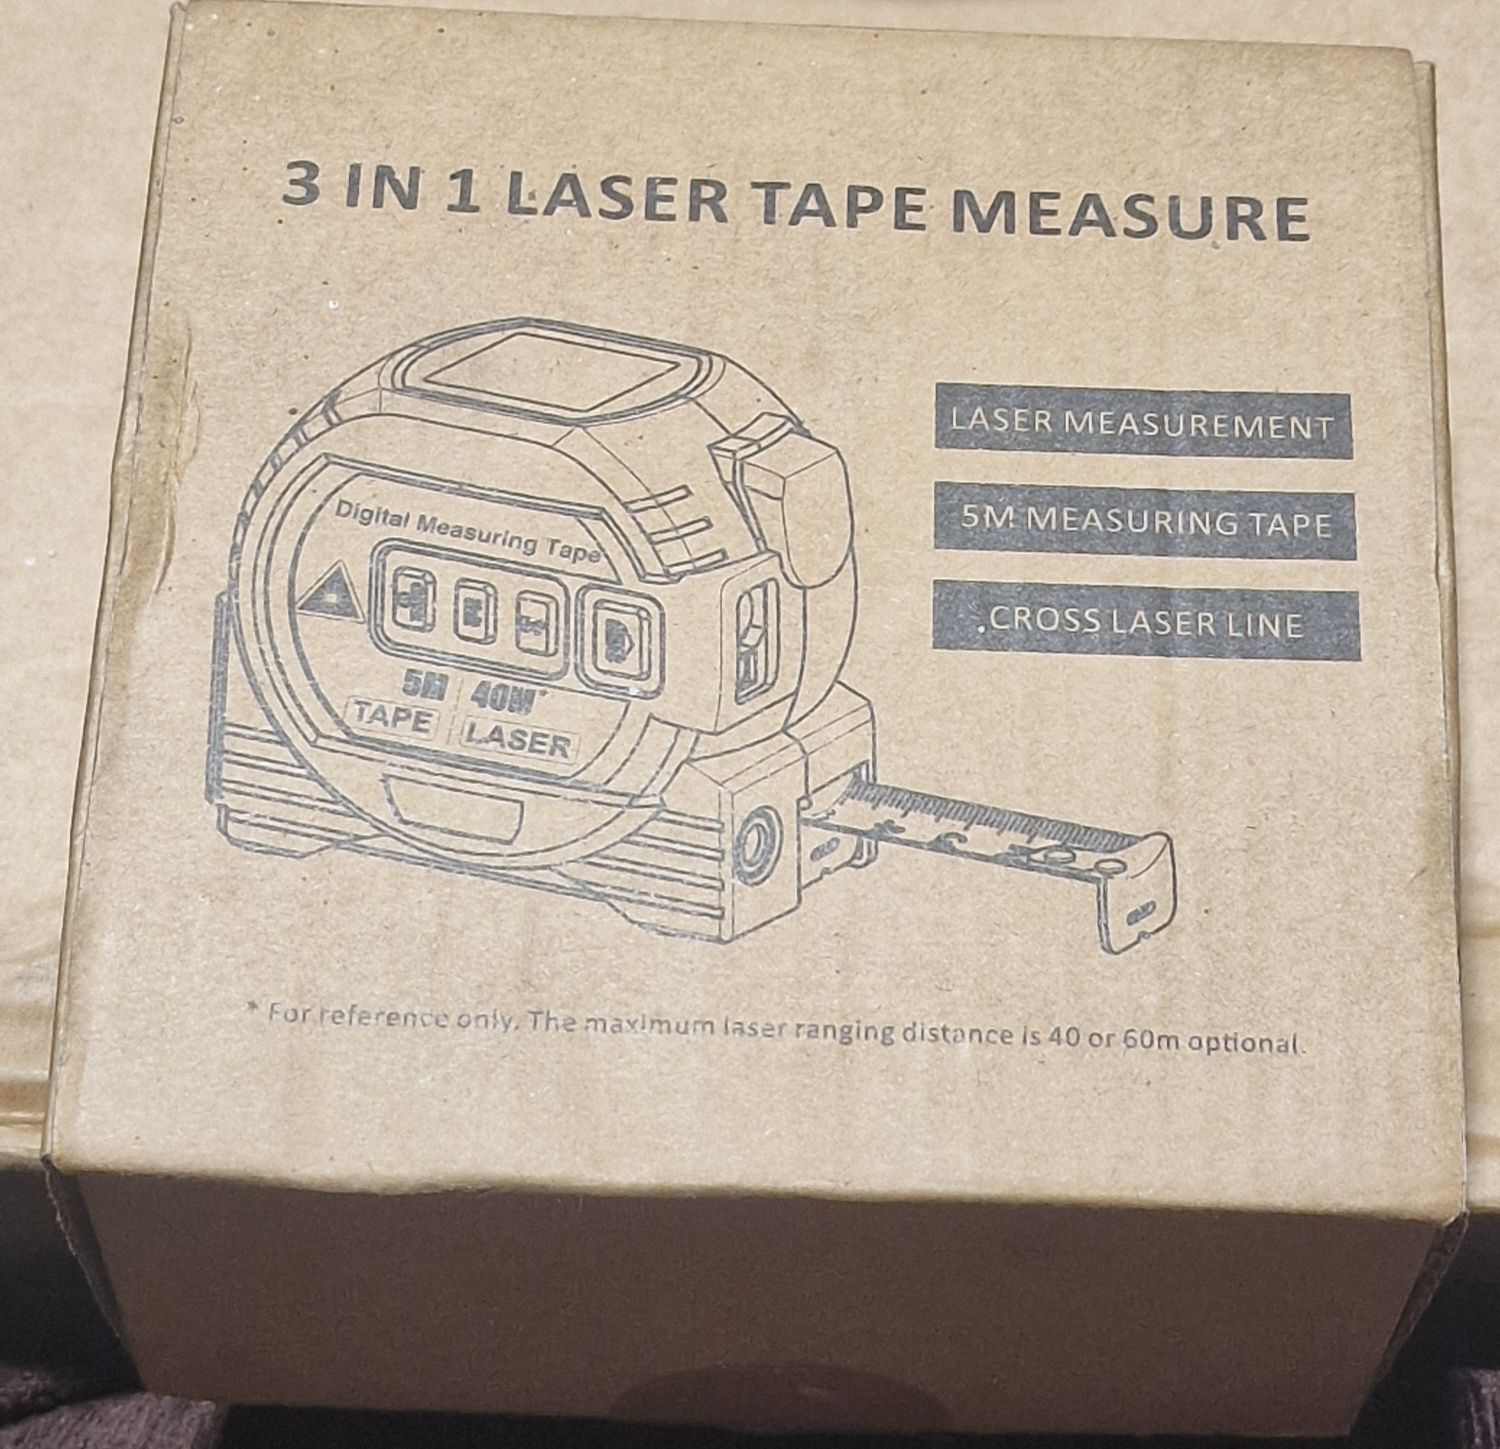 3 IN 1 LASER TAPE MEASURE
LASER MEASUREMENT
5M MEASURING TAPE
CROSS LASER LINE
Digital Measuring Tape
5M 40M*
TAPE LASER
* For reference only. The maximum laser ranging distance is 40 or 60m optional.